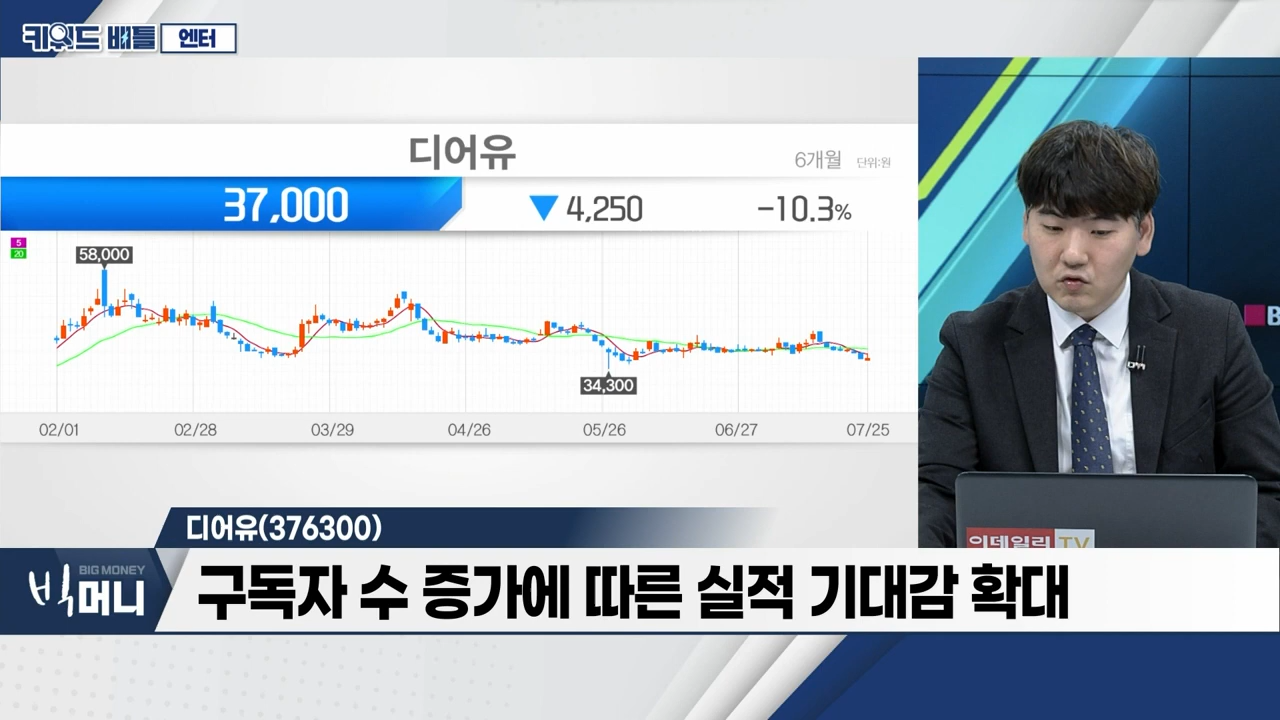 키워드 배틀 엔터
디어유
6개월 단위:원
37,000 ▼ 4,250 -10.3%
5
20
58,000
34,300
02/01 02/28 03/29 04/26 05/26 06/27 07/25
B
이데일리 TV
디어유(376300)
BIG MONEY
빅머니
구독자 수 증가에 따른 실적 기대감 확대